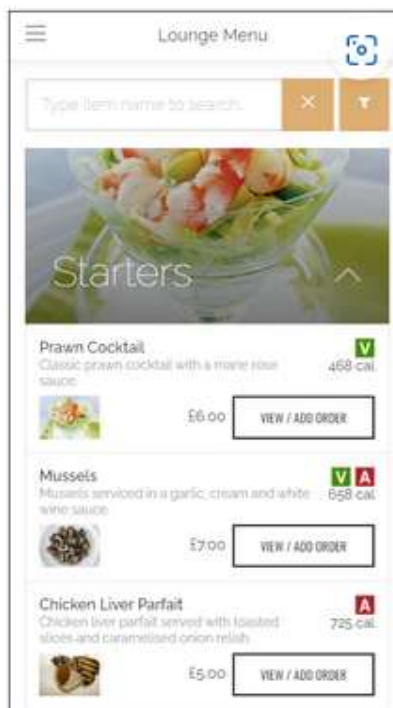 Lounge Menu
Type item name to search...
Starters
Prawn Cocktail
V
Classic prawn cocktail with a marie rose
468 cal
sauce
£6.00
VIEW / ADD ORDER
Mussels
V A
Mussels serviced in a garlic, cream and white
658 cal
wine sauce
£7.00
VIEW / ADD ORDER
Chicken Liver Parfait
A
Chicken liver parfait served with toasted
725 cal
slices and caramelised onion relish
£5.00
VIEW / ADD ORDER